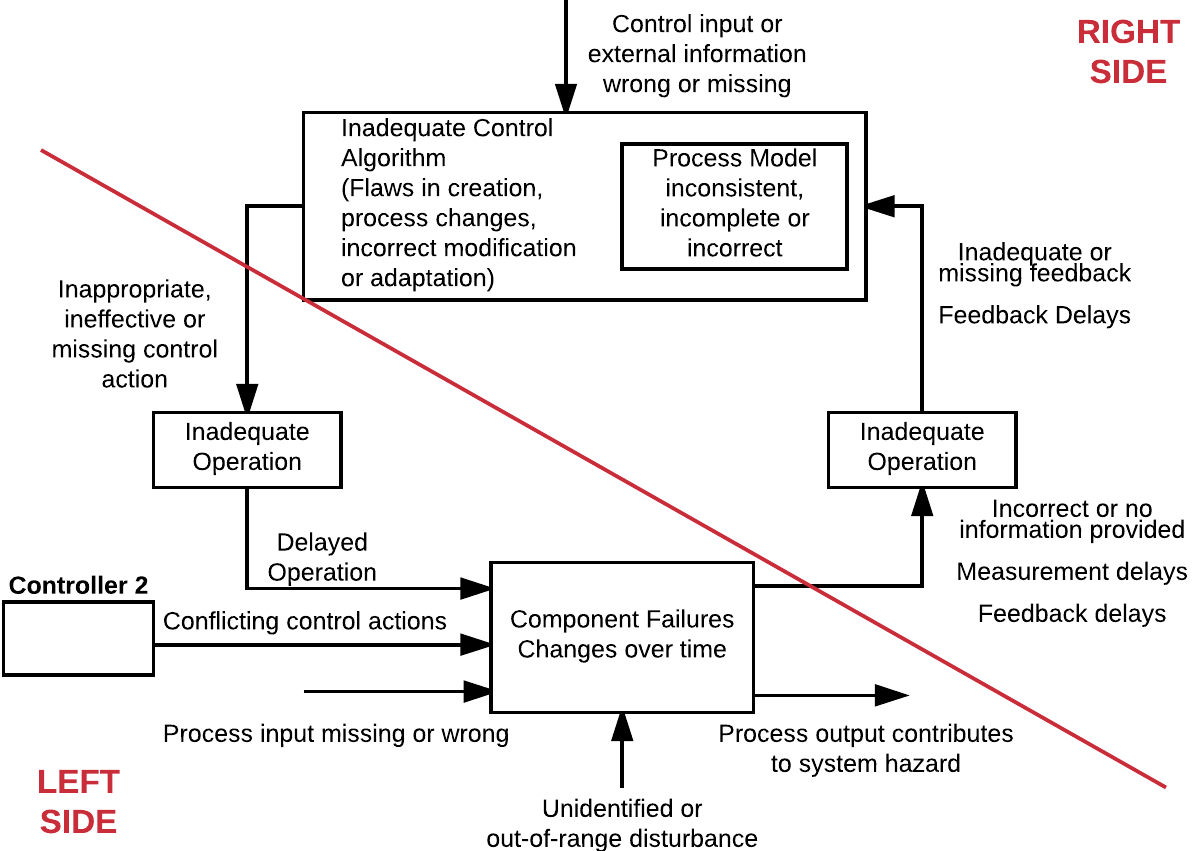 Control input or
external information
wrong or missing
RIGHT
SIDE
Inadequate Control
Algorithm
(Flaws in creation,
process changes,
incorrect modification
or adaptation)
Process Model
inconsistent,
incomplete or
incorrect
Inadequate or
missing feedback
Feedback Delays
Inappropriate,
ineffective or
missing control
action
Inadequate
Operation
Inadequate
Operation
Incorrect or no
information provided
Measurement delays
Feedback delays
Delayed
Operation
Controller 2
Conflicting control actions
Component Failures
Changes over time
Process input missing or wrong
Process output contributes
to system hazard
LEFT
SIDE
Unidentified or
out-of-range disturbance